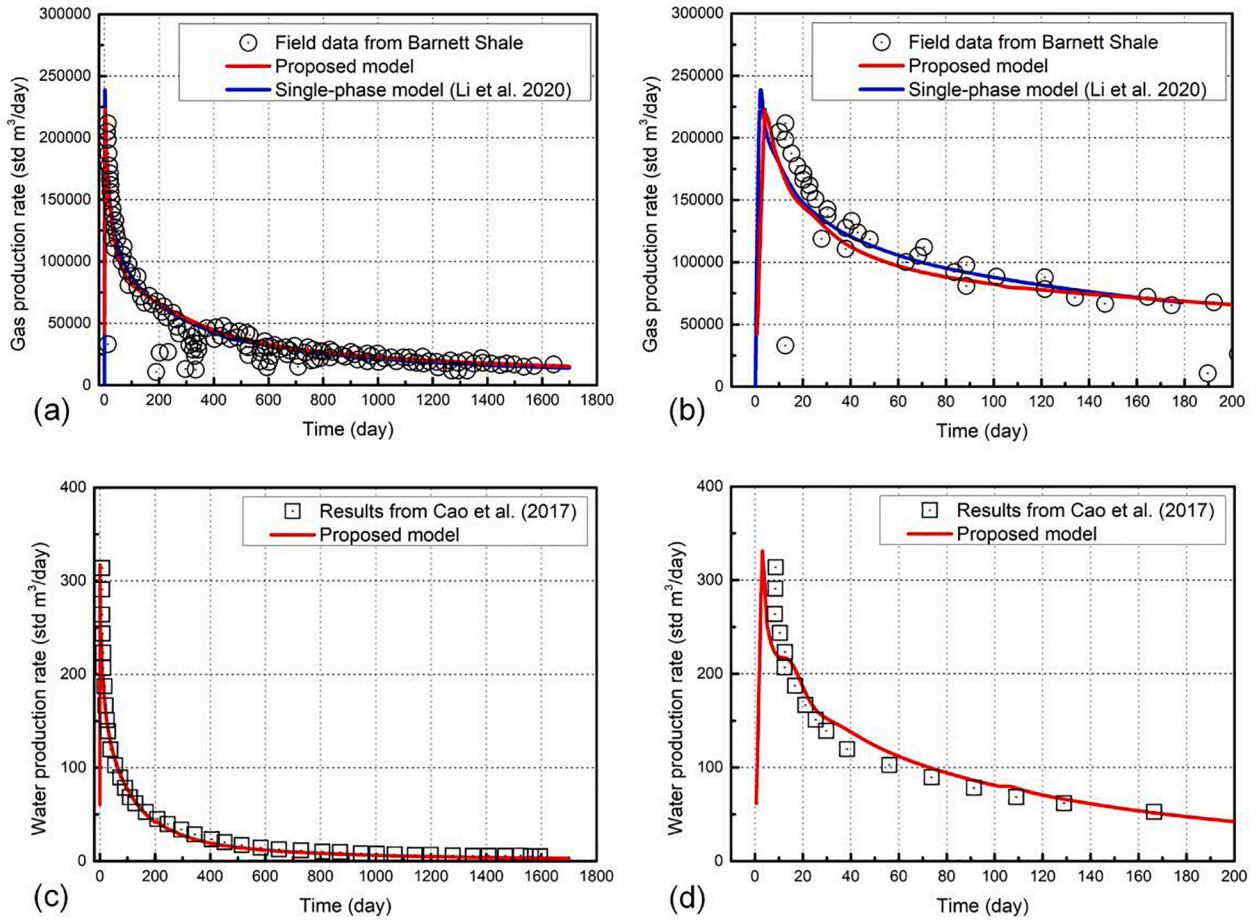 Field data from Barnett Shale
Proposed model
Single-phase model (Li et al. 2020)
Gas production rate (std m³/day)
300000
250000
200000
150000
100000
50000
0
0 200 400 600 800 1000 1200 1400 1600 1800
Time (day)
(a)
Field data from Barnett Shale
Proposed model
Single-phase model (Li et al. 2020)
Gas production rate (std m³/day)
300000
250000
200000
150000
100000
50000
0
0 20 40 60 80 100 120 140 160 180 200
Time (day)
(b)
Results from Cao et al. (2017)
Proposed model
Water production rate (std m³/day)
400
300
200
100
0
0 200 400 600 800 1000 1200 1400 1600 1800
Time (day)
(c)
Results from Cao et al. (2017)
Proposed model
Water production rate (std m³/day)
400
300
200
100
0
0 20 40 60 80 100 120 140 160 180 200
Time (day)
(d)